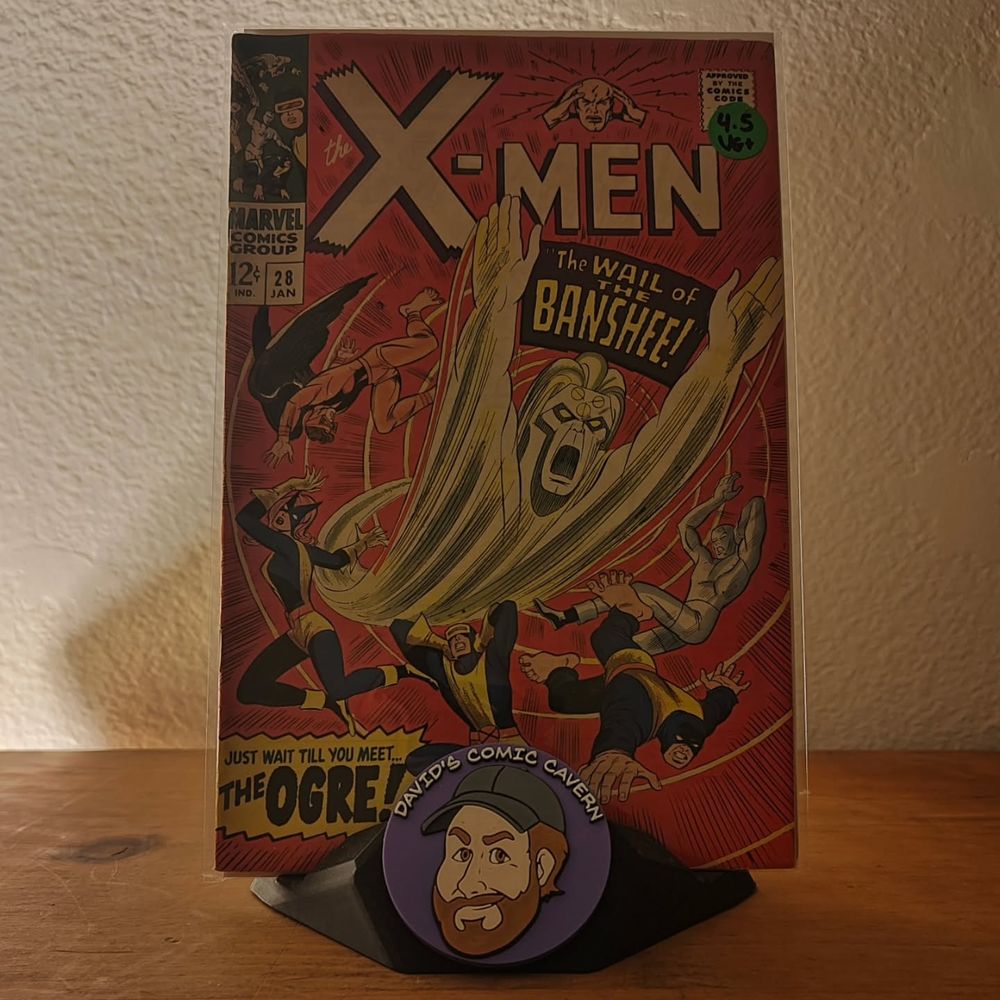 the
X-MEN
APPROVED
BY THE
COMICS
CODE
4.5
VG+
MARVEL
COMICS
GROUP
12¢
IND.
28
JAN
"The WAIL of
THE
BANSHEE!
JUST WAIT TILL YOU MEET...
THE OGRE!
DAVID'S COMIC CAVERN